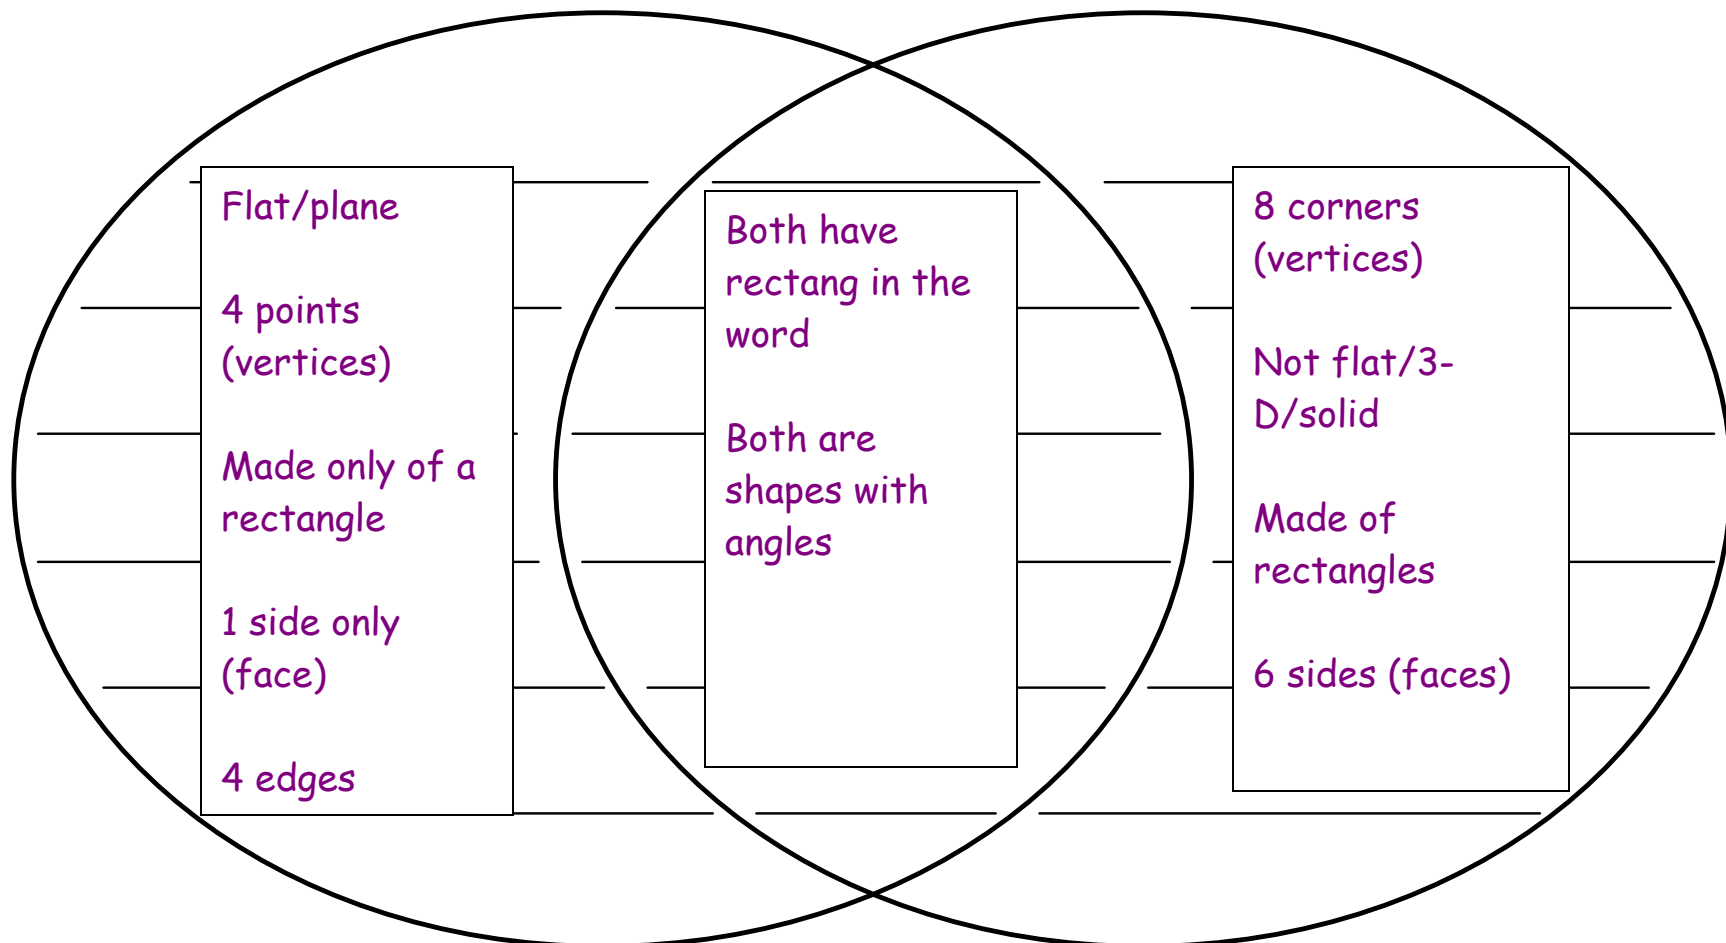 Flat/plane
4 points
(vertices)
Made only of a
rectangle
1 side only
(face)
4 edges
Both have
rectang in the
word
Both are
shapes with
angles
8 corners
(vertices)
Not flat/3-
D/solid
Made of
rectangles
6 sides (faces)